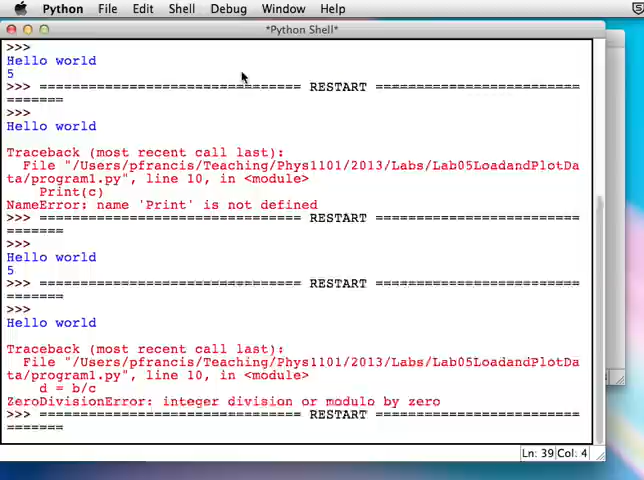 Python File Edit Shell Debug Window Help
*Python Shell*
>>>
Hello world
5
>>> ================================ RESTART ================================
=======
>>>
Hello world

Traceback (most recent call last):
  File "/Users/pfrancis/Teaching/Phys1101/2013/Labs/Lab05LoadandPlotDa
ta/program1.py", line 10, in <module>
    Print(c)
NameError: name 'Print' is not defined
>>> ================================ RESTART ================================
=======
>>>
Hello world
5
>>> ================================ RESTART ================================
=======
>>>
Hello world

Traceback (most recent call last):
  File "/Users/pfrancis/Teaching/Phys1101/2013/Labs/Lab05LoadandPlotDa
ta/program1.py", line 10, in <module>
    d = b/c
ZeroDivisionError: integer division or modulo by zero
>>> ================================ RESTART ================================
=======
Ln: 39 Col: 4